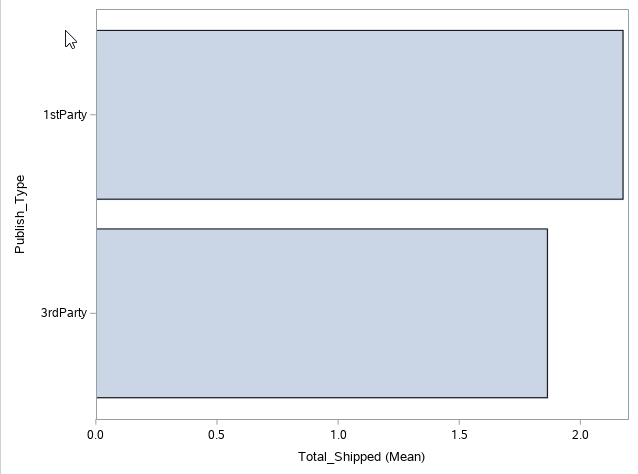 Publish_Type
1stParty
3rdParty
0.0 0.5 1.0 1.5 2.0
Total_Shipped (Mean)